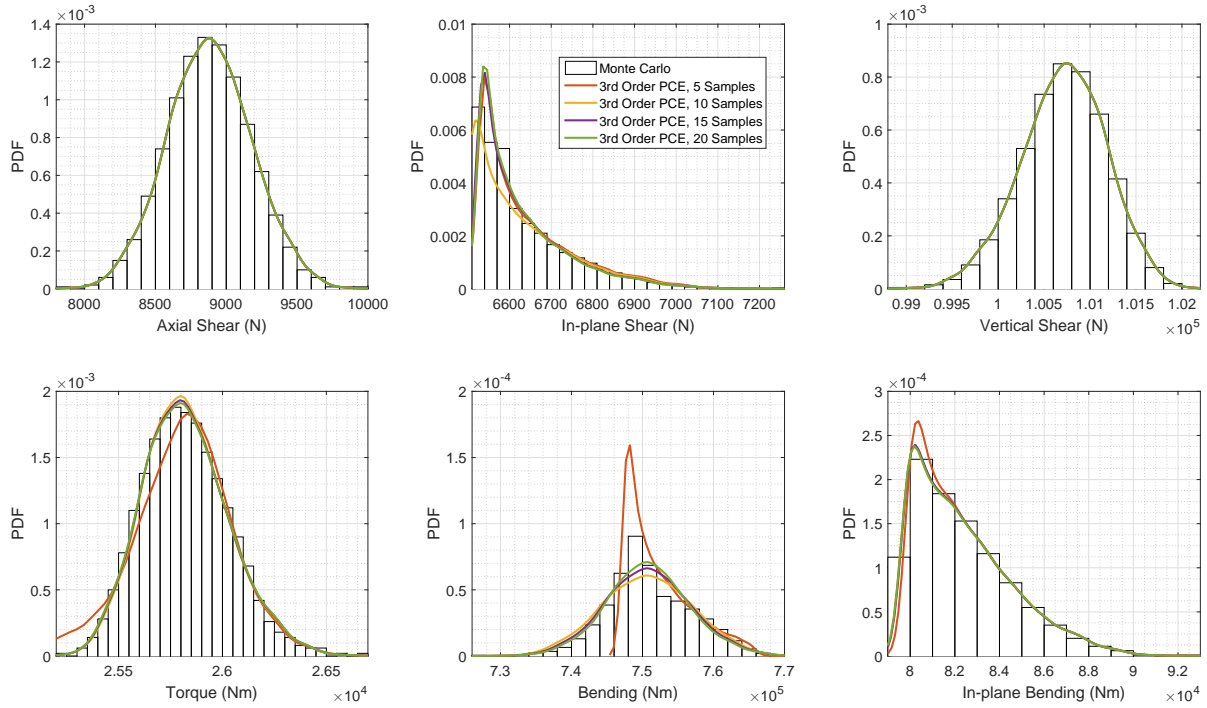 ×10⁻³
1.4
1.2
1
0.8
0.6
0.4
0.2
0
PDF
8000 8500 9000 9500 10000
Axial Shear (N)
0.01
0.008
0.006
0.004
0.002
0
PDF
Monte Carlo
3rd Order PCE, 5 Samples
3rd Order PCE, 10 Samples
3rd Order PCE, 15 Samples
3rd Order PCE, 20 Samples
6600 6700 6800 6900 7000 7100 7200
In-plane Shear (N)
×10⁻³
1
0.8
0.6
0.4
0.2
0
PDF
0.99 0.995 1 1.005 1.01 1.015 1.02
Vertical Shear (N)
×10⁵
×10⁻³
2
1.5
1
0.5
0
PDF
2.55 2.6 2.65
Torque (Nm)
×10⁴
×10⁻⁴
2
1.5
1
0.5
0
PDF
7.3 7.4 7.5 7.6 7.7
Bending (Nm)
×10⁵
×10⁻⁴
3
2.5
2
1.5
1
0.5
0
PDF
8 8.2 8.4 8.6 8.8 9 9.2
In-plane Bending (Nm)
×10⁴